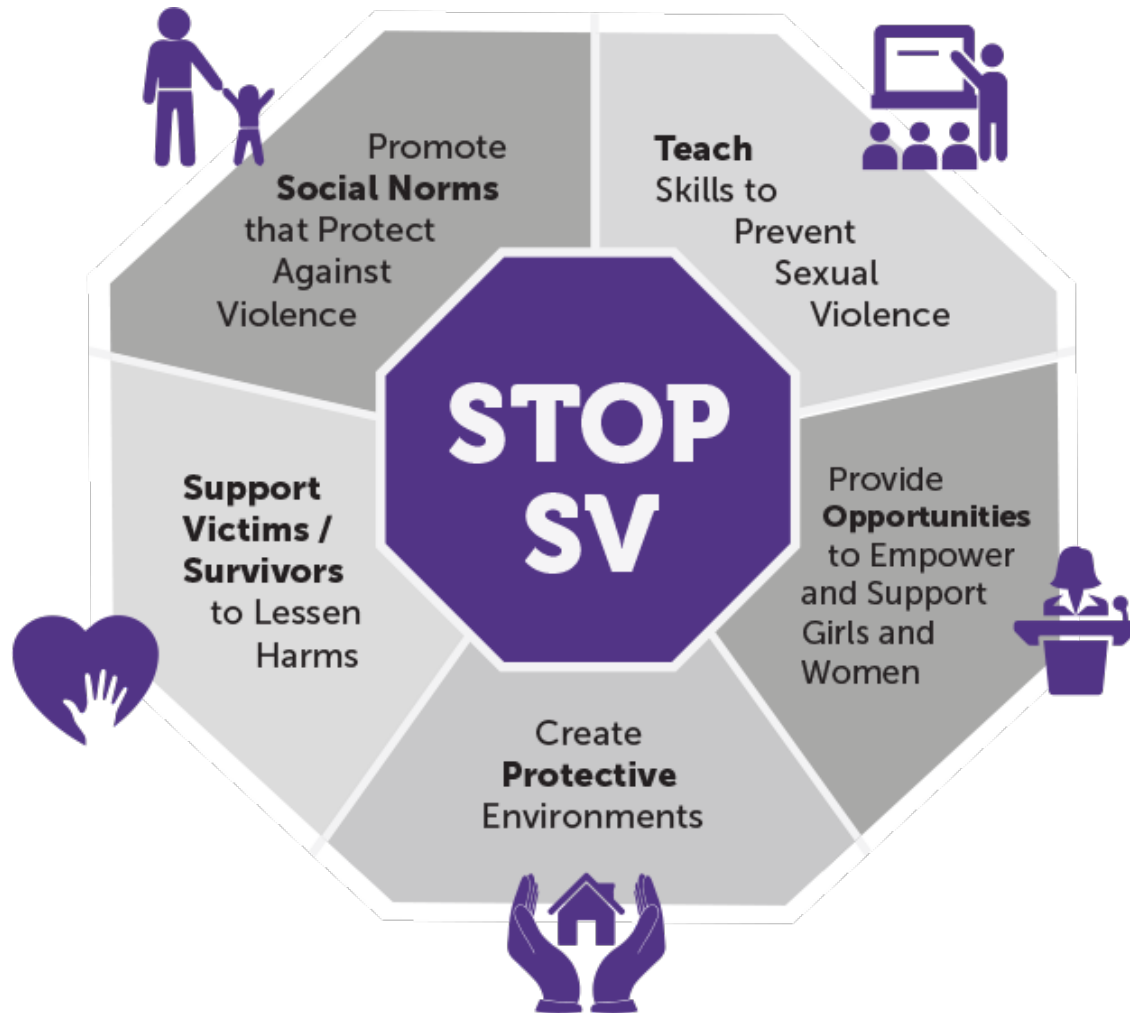 Promote
Social Norms
that Protect
Against
Violence
Teach
Skills to
Prevent
Sexual
Violence
STOP
SV
Support
Victims /
Survivors
to Lessen
Harms
Provide
Opportunities
to Empower
and Support
Girls and
Women
Create
Protective
Environments